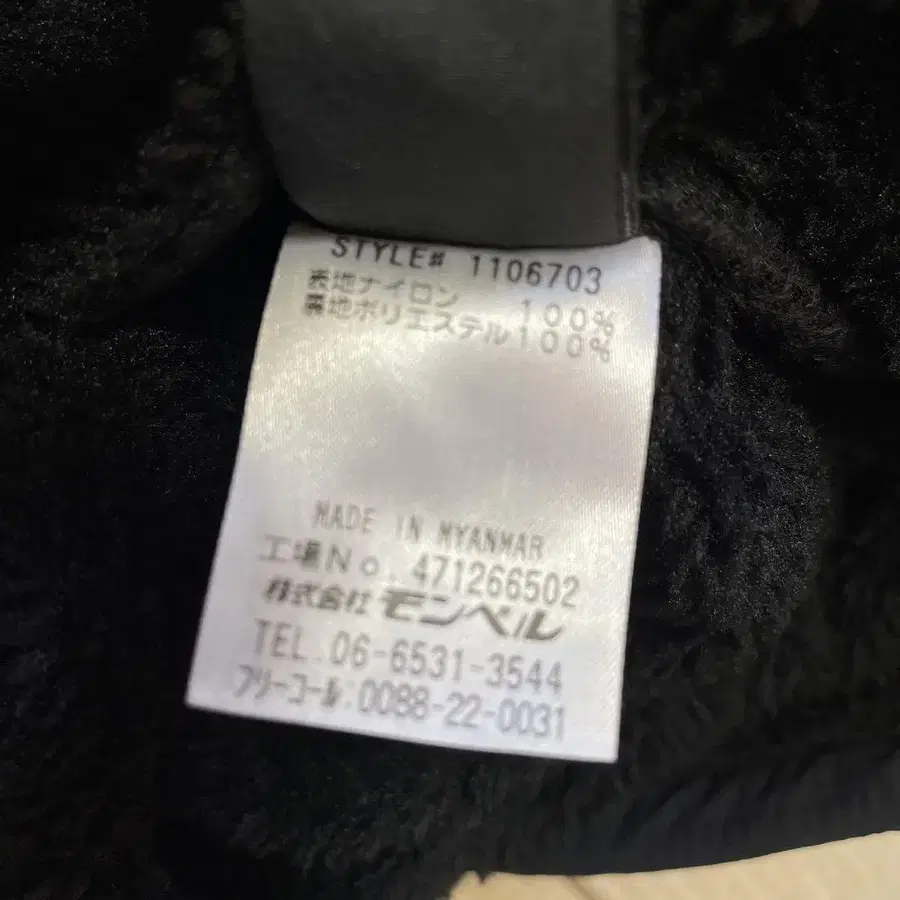 STYLE# 1106703
表地ナイロン 100%
裏地ポリエステル100%
MADE IN MYANMAR
工場No. 471266502
株式会社 モンベル
TEL.06-6531-3544
フリーコール:0088-22-0031